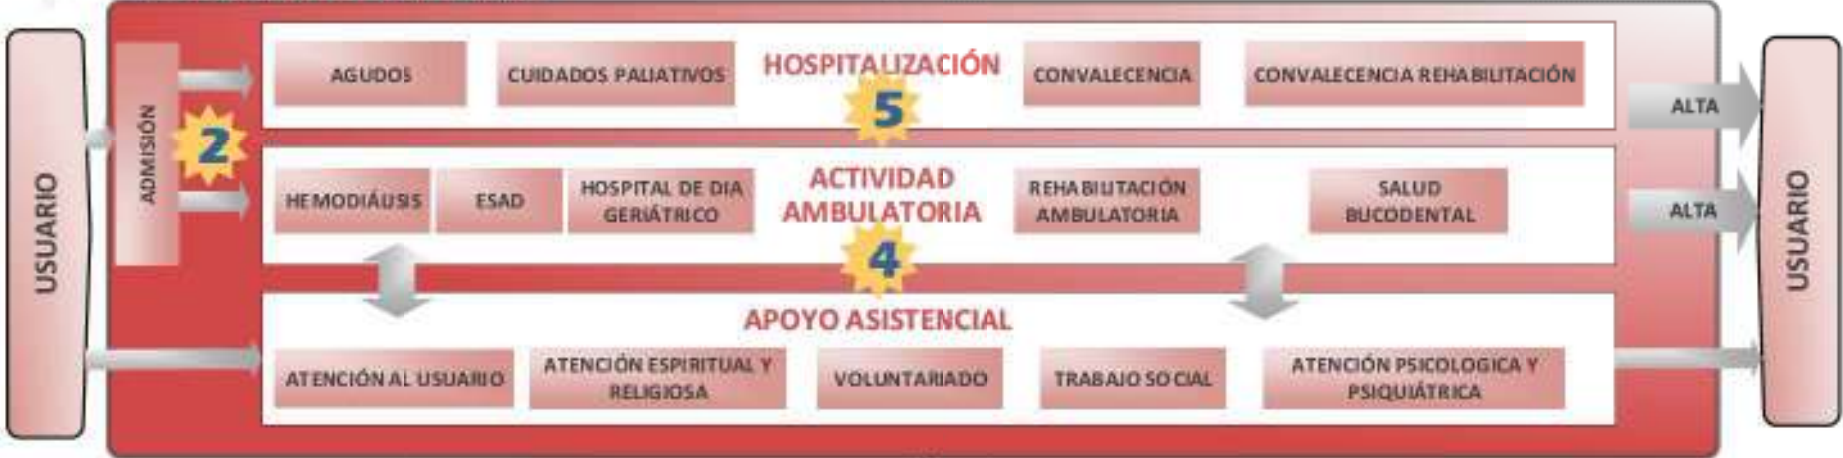 USUARIO
ADMISIÓN
2
AGUDOS
CUIDADOS PALIATIVOS
HOSPITALIZACIÓN
5
CONVALECENCIA
CONVALECENCIA REHABILITACIÓN
ALTA
HEMODIÁLISIS
ESAD
HOSPITAL DE DIA
GERIÁTRICO
ACTIVIDAD
AMBULATORIA
4
REHABILITACIÓN
AMBULATORIA
SALUD
BUCODENTAL
ALTA
APOYO ASISTENCIAL
ATENCIÓN AL USUARIO
ATENCIÓN ESPIRITUAL Y
RELIGIOSA
VOLUNTARIADO
TRABAJO SOCIAL
ATENCIÓN PSICOLOGICA Y
PSIQUIÁTRICA
USUARIO